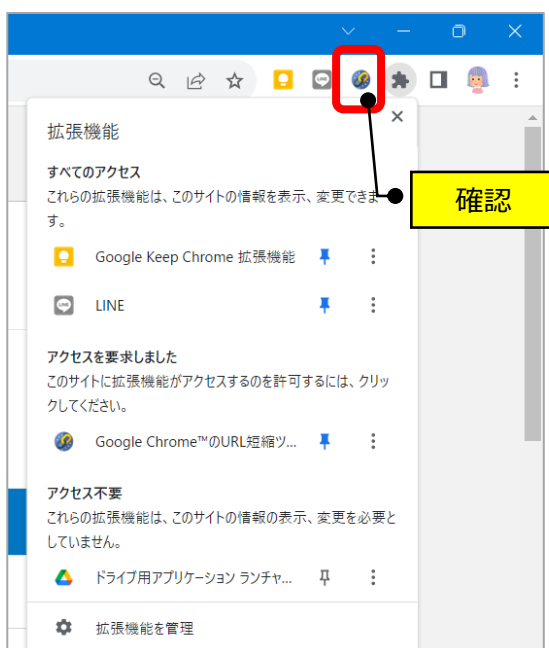 拡張機能
すべてのアクセス
これらの拡張機能は、このサイトの情報を表示、変更できま
す。
確認
Google Keep Chrome 拡張機能
LINE
アクセスを要求しました
このサイトに拡張機能がアクセスするのを許可するには、クリッ
クしてください。
Google Chrome™のURL短縮ツ...
アクセス不要
これらの拡張機能は、このサイトの情報の表示、変更を必要と
していません。
ドライブ用アプリケーション ランチャ...
拡張機能を管理